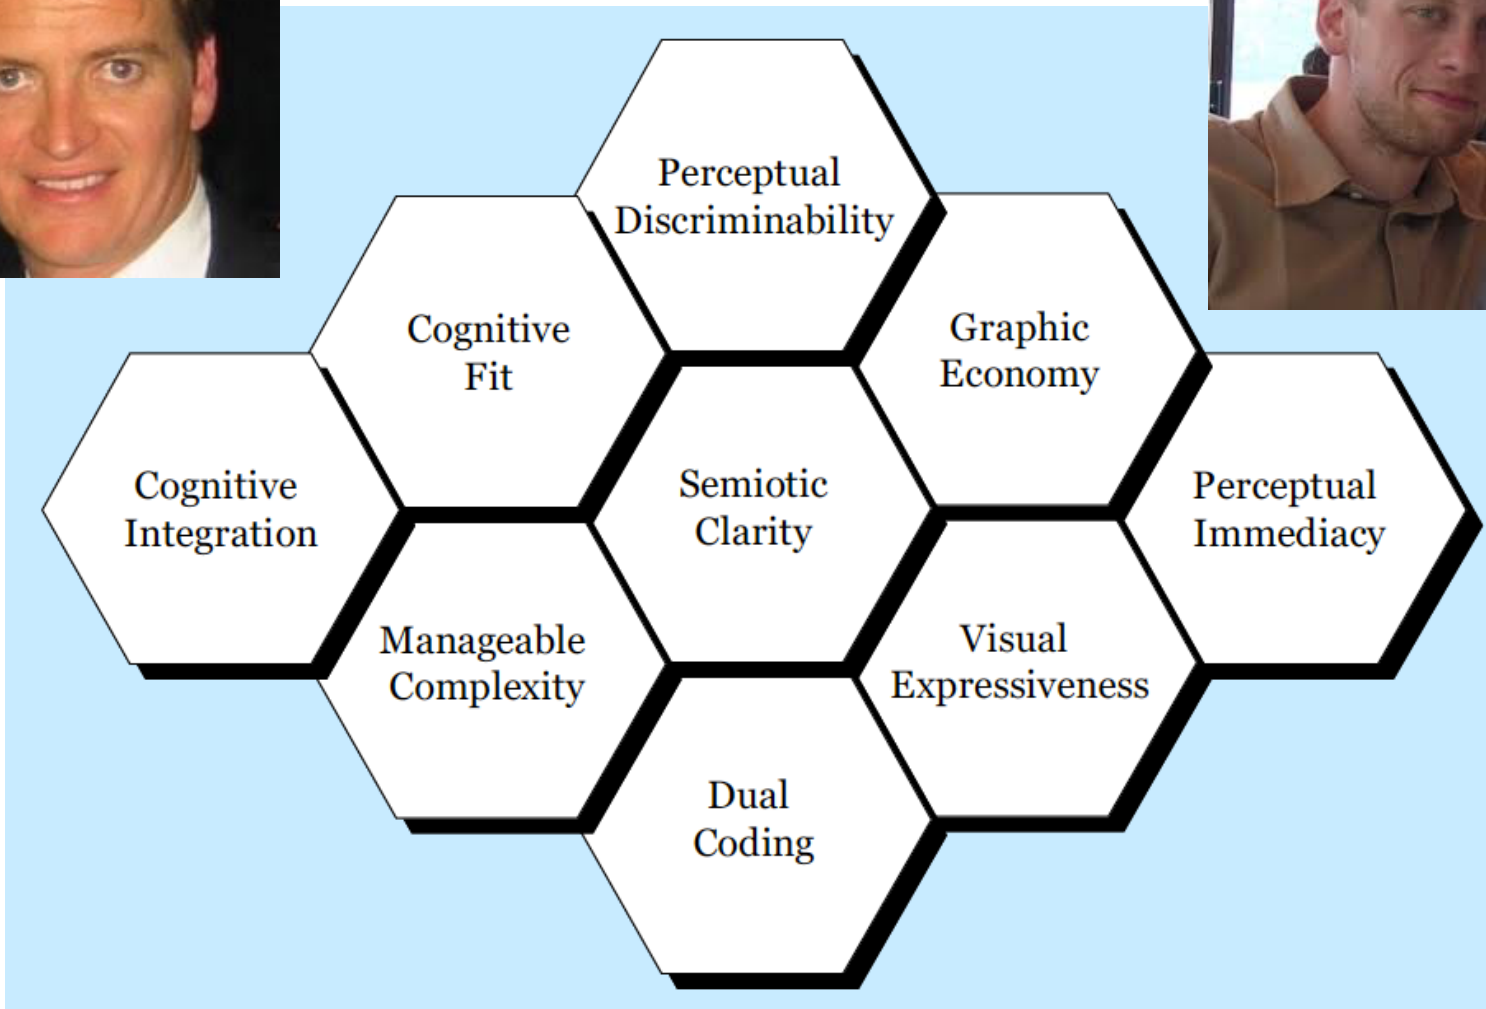 Perceptual
Discriminability
Cognitive
Fit
Graphic
Economy
Cognitive
Integration
Semiotic
Clarity
Perceptual
Immediacy
Manageable
Complexity
Visual
Expressiveness
Dual
Coding